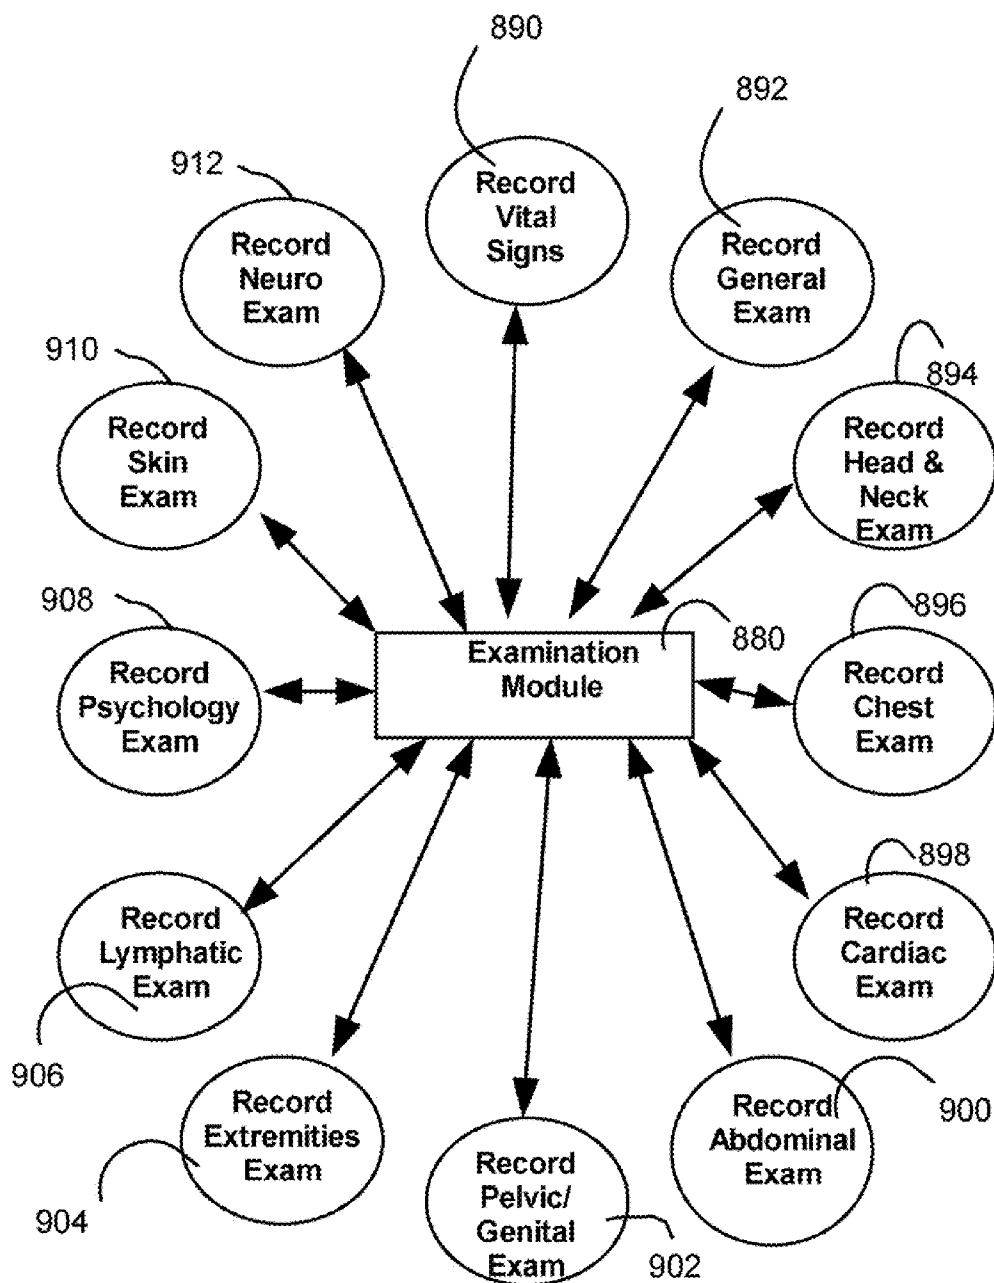 890
892
912
Record
Vital
Signs
Record
Neuro
Exam
Record
General
Exam
910
894
Record
Skin
Exam
Record
Head &
Neck
Exam
908
896
880
Examination
Module
Record
Psychology
Exam
Record
Chest
Exam
898
Record
Lymphatic
Exam
Record
Cardiac
Exam
906
900
Record
Extremities
Exam
Record
Abdominal
Exam
Record
Pelvic/
Genital
Exam
904
902